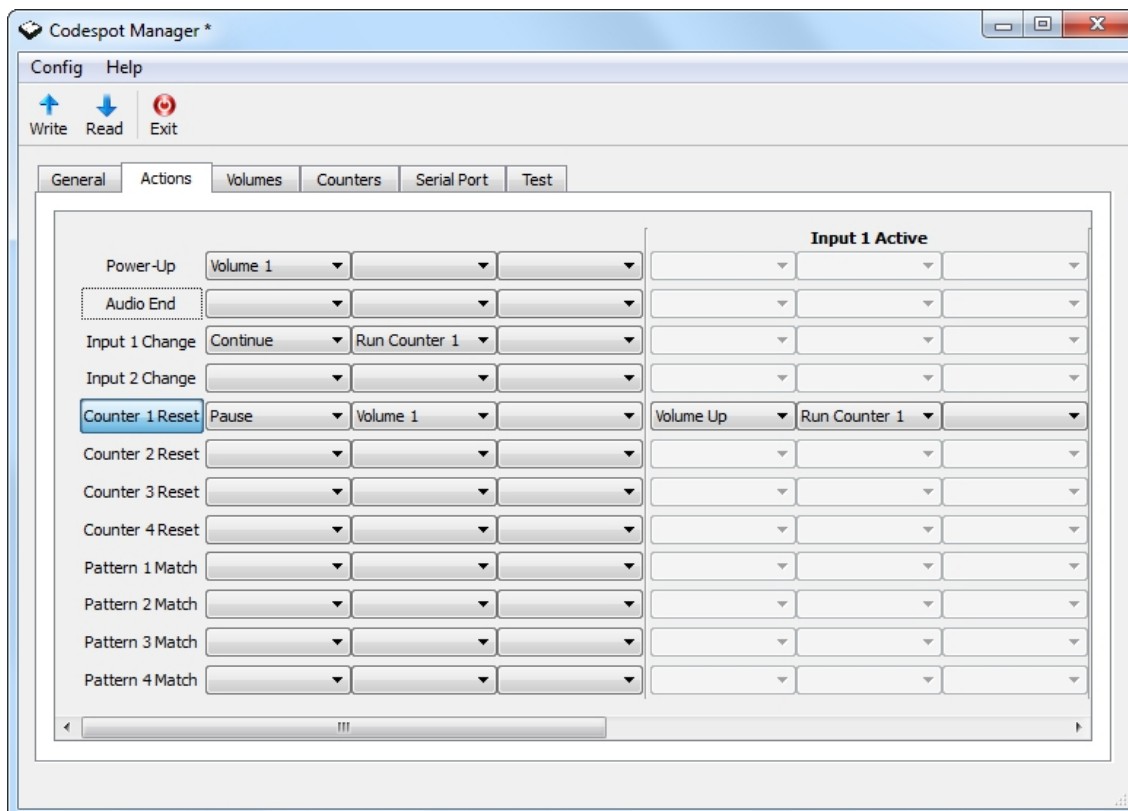 Codespot Manager *
Config Help
Write Read Exit
General Actions Volumes Counters Serial Port Test
Input 1 Active
Power-Up Volume 1
Audio End
Input 1 Change Continue Run Counter 1
Input 2 Change
Counter 1 Reset Pause Volume 1 Volume Up Run Counter 1
Counter 2 Reset
Counter 3 Reset
Counter 4 Reset
Pattern 1 Match
Pattern 2 Match
Pattern 3 Match
Pattern 4 Match